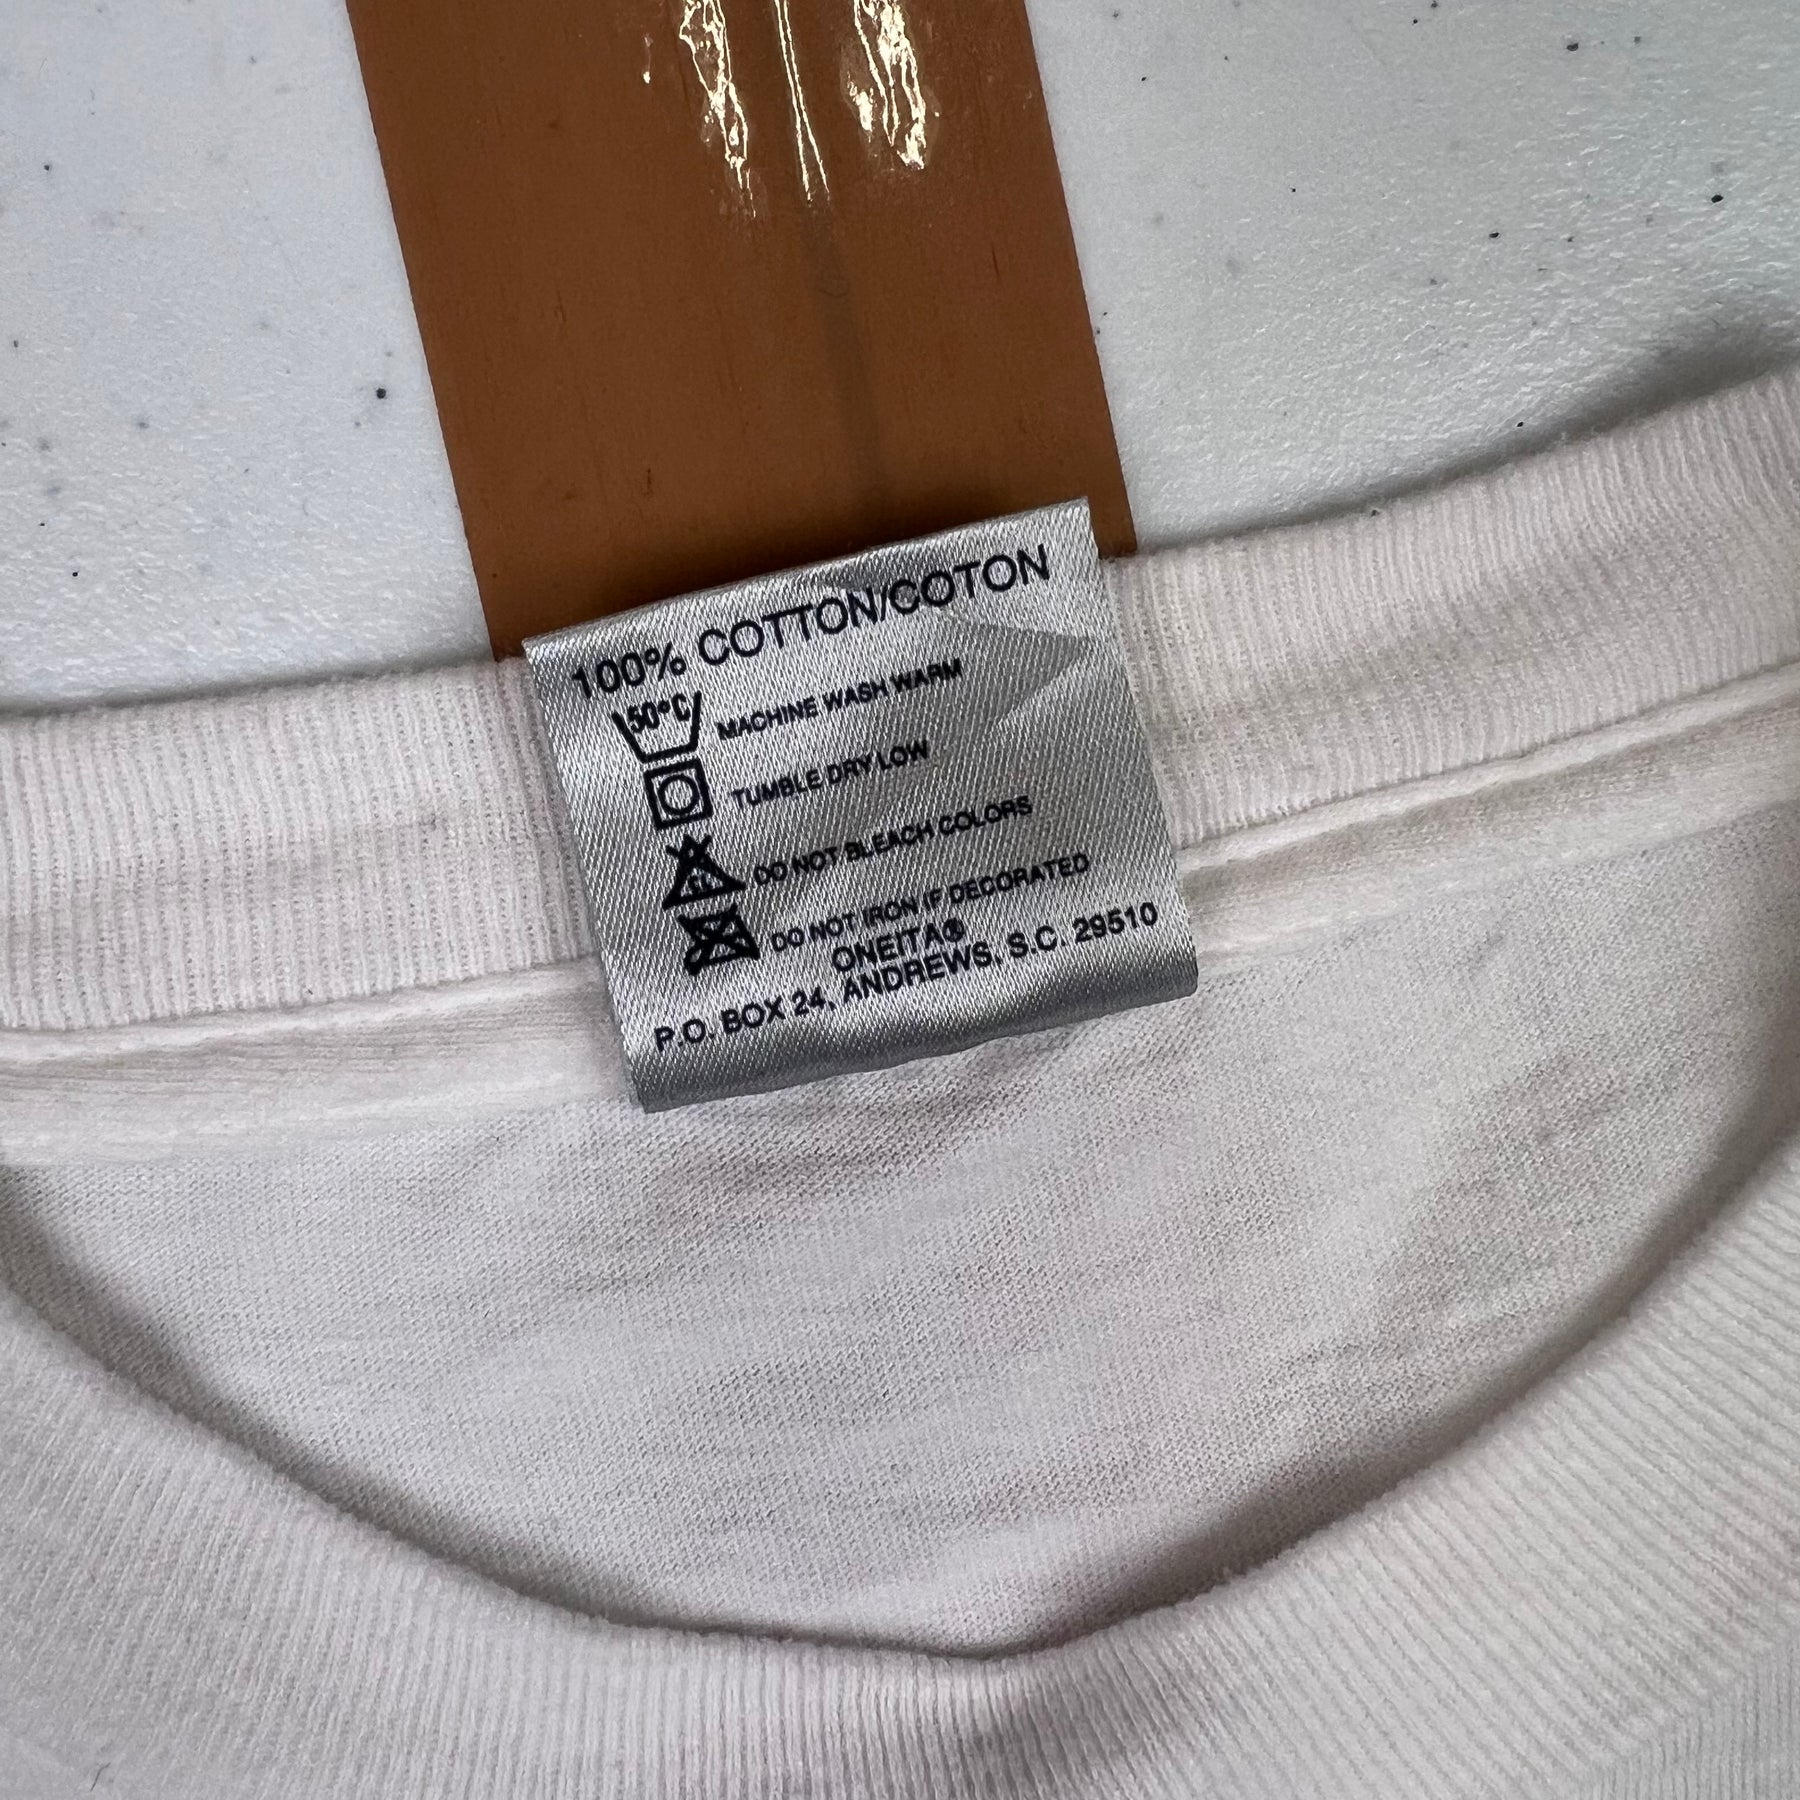 100% COTTON/COTON
50°C MACHINE WASH WARM
TUMBLE DRY LOW
CL DO NOT BLEACH COLORS
DO NOT IRON IF DECORATED
ONEITA®
P.O. BOX 24, ANDREWS, S.C. 29510